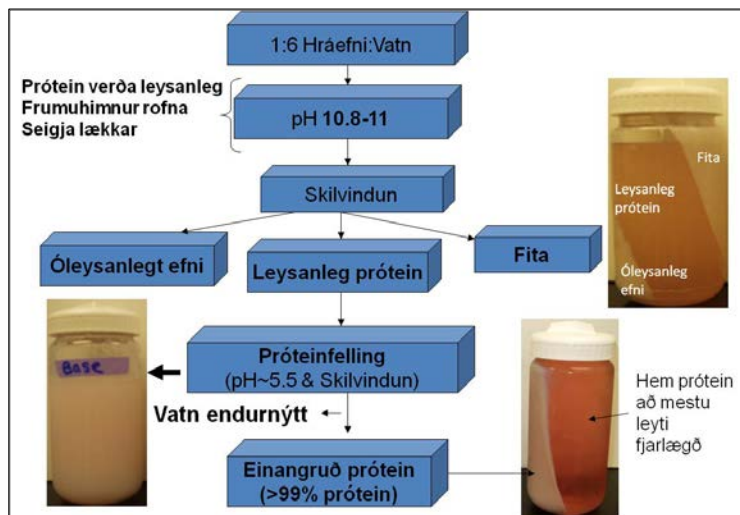 1:6 Hráefni:Vatn
Prótein verða leysanleg
Frumuhimnur rofna
Seigja lækkar
pH 10.8-11
Skilvindun
Óleysanlegt efni
Leysanleg prótein
Fita
Fita
Leysanleg
prótein
Óleysanleg
efni
Próteinfelling
(pH~5.5 & Skilvindun)
Base
Vatn endurnýtt
Einangruð prótein
(>99% prótein)
Hem prótein
að mestu
leyti
fjarlægð